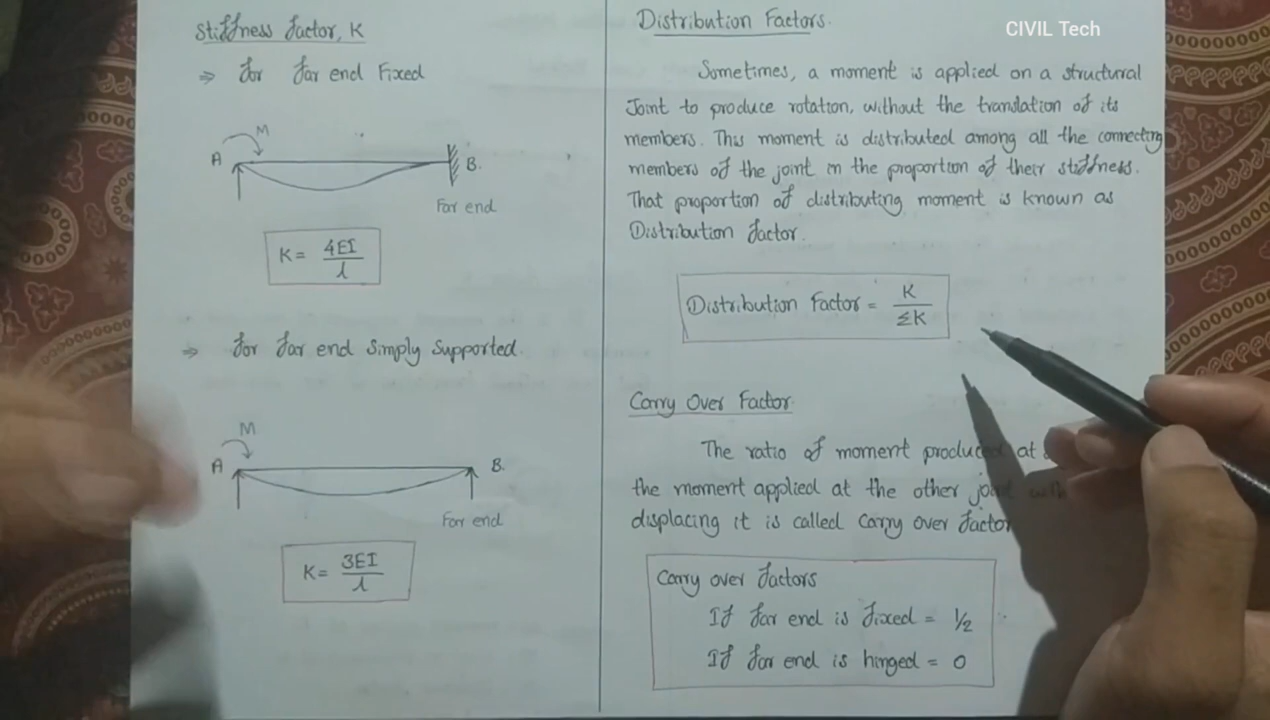 Stiffness factor, K
⇒ for far end Fixed
M
A
B.
Far end
K = 4EI / l
⇒ for far end Simply Supported
M
A
B.
Far end
K = 3EI / l
Distribution Factors.
CIVIL Tech
Sometimes, a moment is applied on a structural
Joint to produce rotation, without the translation of its
members. This moment is distributed among all the connecting
members of the joint in the proportion of their stiffness.
That proportion of distributing moment is known as
Distribution factor.
Distribution Factor = K / ΣK
Carry Over Factor
The ratio of moment produced at
the moment applied at the other joint
displacing it is called Carry over factor
Carry over factors
If far end is fixed = 1/2
If far end is hinged = 0